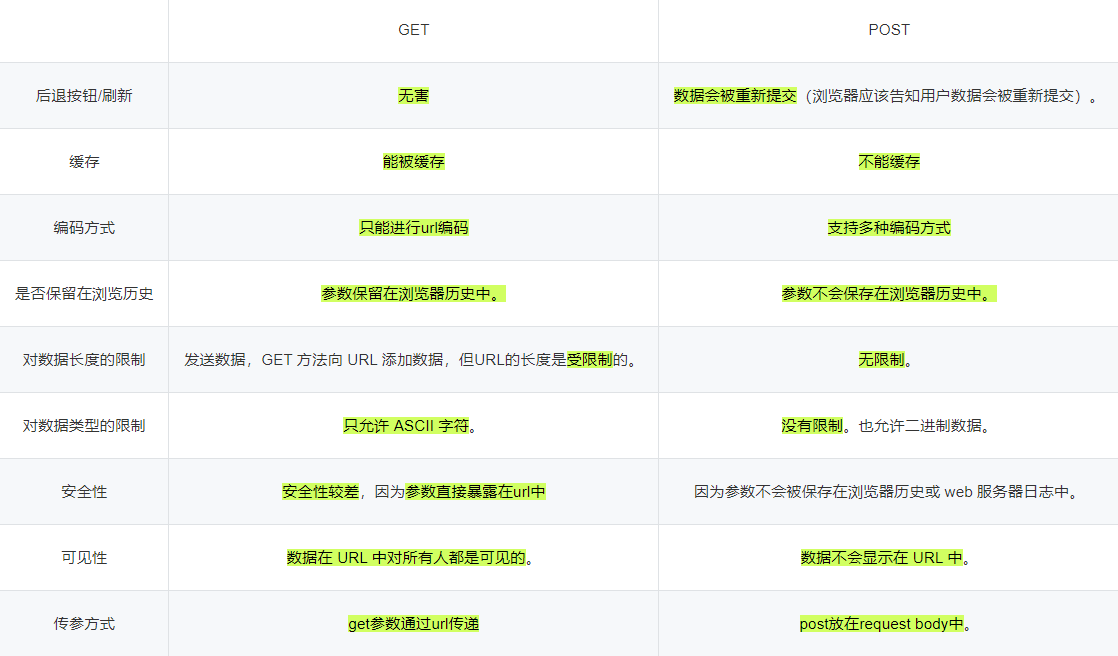 GET POST
后退按钮/刷新 无害 数据会被重新提交（浏览器应该告知用户数据会被重新提交）。
缓存 能被缓存 不能缓存
编码方式 只能进行url编码 支持多种编码方式
是否保留在浏览历史 参数保留在浏览器历史中。 参数不会保存在浏览器历史中。
对数据长度的限制 发送数据，GET 方法向 URL 添加数据，但URL的长度是受限制的。 无限制。
对数据类型的限制 只允许 ASCII 字符。 没有限制。也允许二进制数据。
安全性 安全性较差，因为参数直接暴露在url中 因为参数不会被保存在浏览器历史或 web 服务器日志中。
可见性 数据在 URL 中对所有人都是可见的。 数据不会显示在 URL 中。
传参方式 get参数通过url传递 post放在request body中。